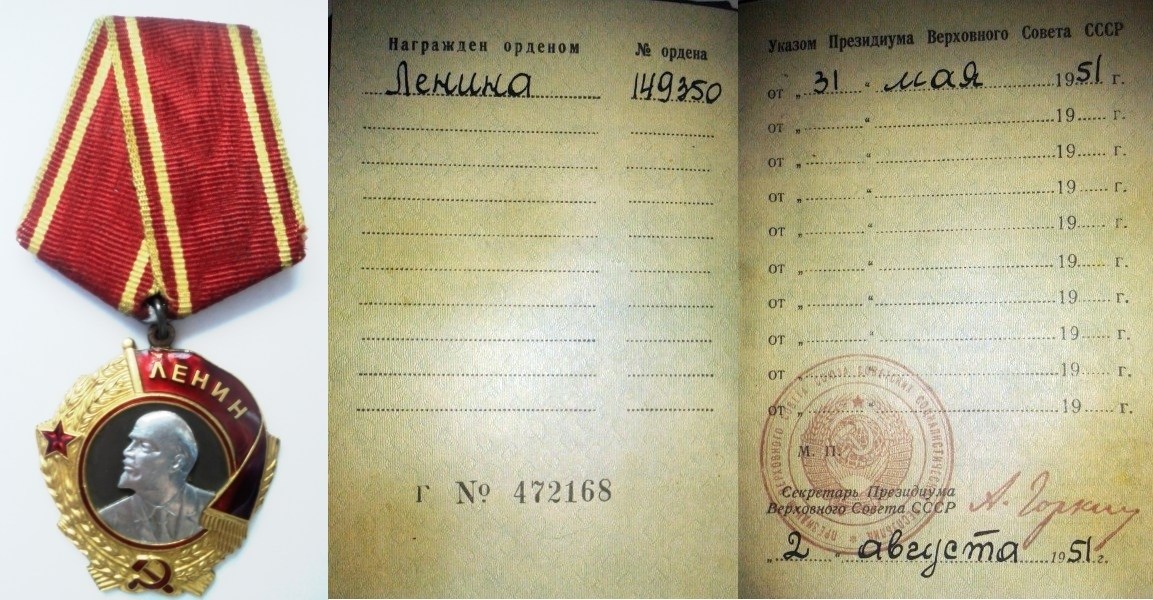 ЛЕНИН
Награжден орденом № ордена
Ленина 149350
Г № 472168
Указом Президиума Верховного Совета СССР
от „ 31 “ мая 1951 г.
от „ “ 19 г.
от „ “ 19 г.
от „ “ 19 г.
от „ “ 19 г.
от „ “ 19 г.
от „ “ 19 г.
от „ “ 19 г.
от „ “ 19 г.
от „ “ 19 г.
М. П.
Секретарь Президиума
Верховного Совета СССР А. Горкин
„ 2 “ августа 1951 г.